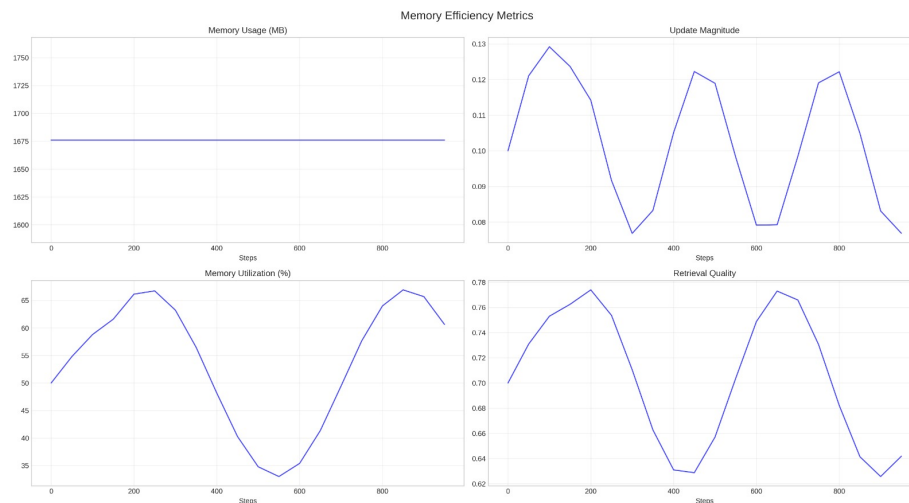 Memory Efficiency Metrics
Memory Usage (MB)
1750
1725
1700
1675
1650
1625
1600
0 200 400 600 800
Steps
Update Magnitude
0.13
0.12
0.11
0.10
0.09
0.08
0 200 400 600 800
Steps
Memory Utilization (%)
65
60
55
50
45
40
35
0 200 400 600 800
Steps
Retrieval Quality
0.78
0.76
0.74
0.72
0.70
0.68
0.66
0.64
0.62
0 200 400 600 800
Steps